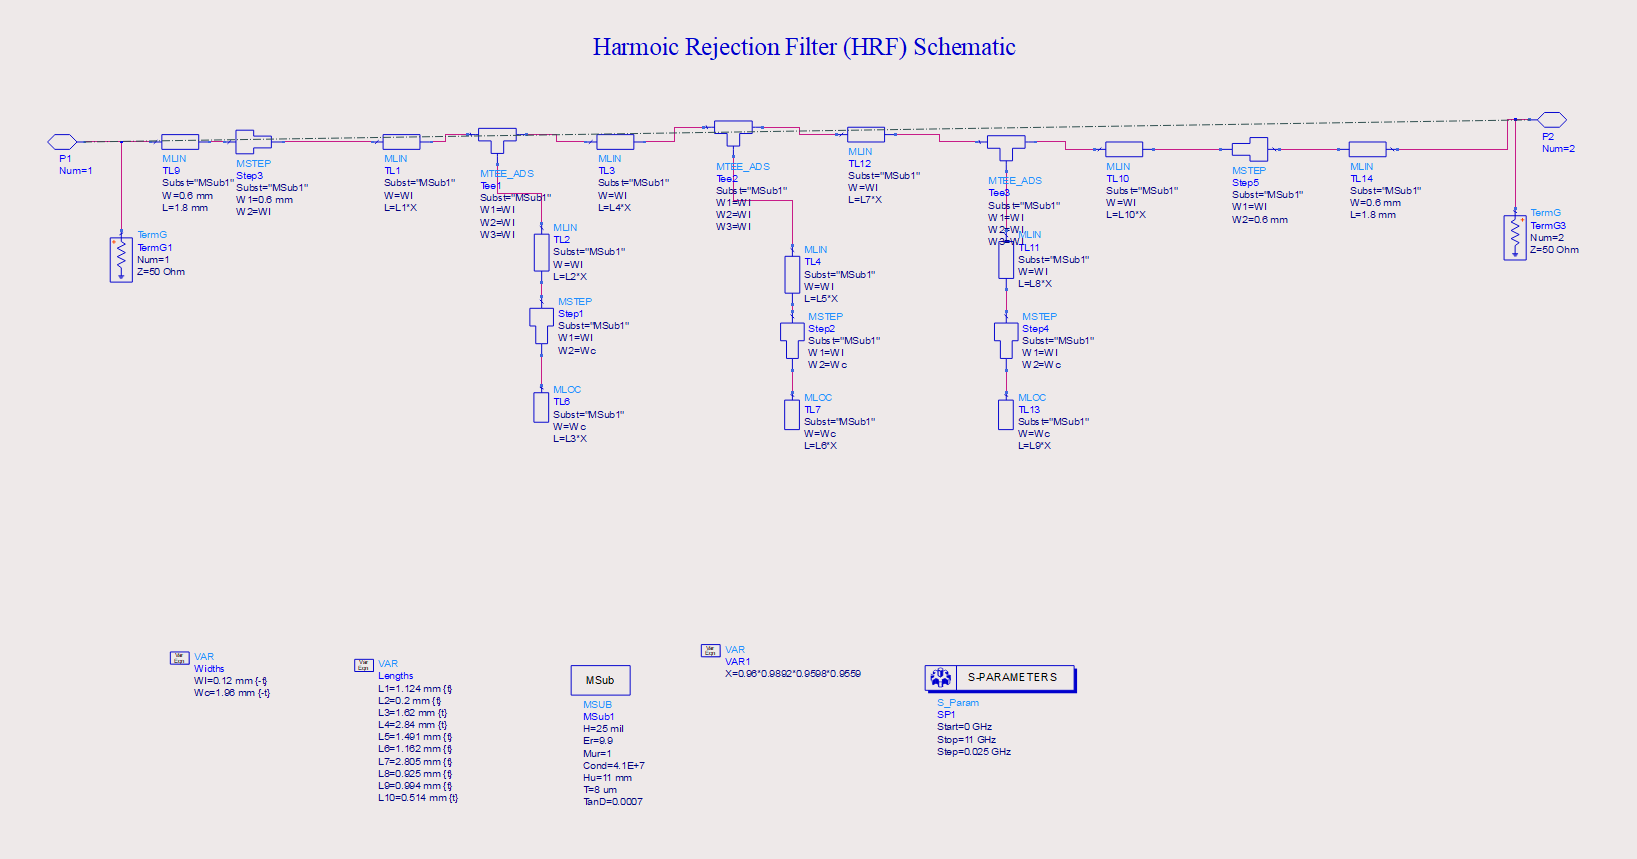 Harmoic Rejection Filter (HRF) Schematic
P1
Num=1
MLIN
TL9
Subst="MSub1"
W=0.6 mm
L=1.8 mm
MSTEP
Step3
Subst="MSub1"
W1=0.6 mm
W2=Wl
MLIN
TL1
Subst="MSub1"
W=Wl
L=L1*X
MTEE_ADS
Tee1
Subst="MSub1"
W1=Wl
W2=Wl
W3=Wl
MLIN
TL3
Subst="MSub1"
W=Wl
L=L4*X
MTEE_ADS
Tee2
Subst="MSub1"
W1=Wl
W2=Wl
W3=Wl
MLIN
TL12
Subst="MSub1"
W=Wl
L=L7*X
MTEE_ADS
Tee3
Subst="MSub1"
W1=Wl
W2=Wl
W3=Wl
MLIN
TL10
Subst="MSub1"
W=Wl
L=L10*X
MSTEP
Step5
Subst="MSub1"
W1=Wl
W2=0.6 mm
MLIN
TL14
Subst="MSub1"
W=0.6 mm
L=1.8 mm
P2
Num=2
TermG
TermG1
Num=1
Z=50 Ohm
MLIN
TL2
Subst="MSub1"
W=Wl
L=L2*X
MSTEP
Step1
Subst="MSub1"
W1=Wl
W2=Wc
MLOC
TL6
Subst="MSub1"
W=Wc
L=L3*X
MLIN
TL4
Subst="MSub1"
W=Wl
L=L5*X
MSTEP
Step2
Subst="MSub1"
W1=Wl
W2=Wc
MLOC
TL7
Subst="MSub1"
W=Wc
L=L6*X
MLIN
TL11
Subst="MSub1"
W=Wl
L=L8*X
MSTEP
Step4
Subst="MSub1"
W1=Wl
W2=Wc
MLOC
TL13
Subst="MSub1"
W=Wc
L=L9*X
TermG
TermG3
Num=2
Z=50 Ohm
Var
Eqn
VAR
Widths
Wl=0.12 mm {-t}
Wc=1.96 mm {-t}
Var
Eqn
VAR
Lengths
L1=1.124 mm {t}
L2=0.2 mm {t}
L3=1.62 mm {t}
L4=2.84 mm {t}
L5=1.491 mm {t}
L6=1.162 mm {t}
L7=2.805 mm {t}
L8=0.925 mm {t}
L9=0.994 mm {t}
L10=0.514 mm {t}
MSub
MSUB
MSub1
H=25 mil
Er=9.9
Mur=1
Cond=4.1E+7
Hu=11 mm
T=8 um
TanD=0.0007
Var
Eqn
VAR
VAR1
X=0.96*0.9892*0.9598*0.9559
S-PARAMETERS
S_Param
SP1
Start=0 GHz
Stop=11 GHz
Step=0.025 GHz